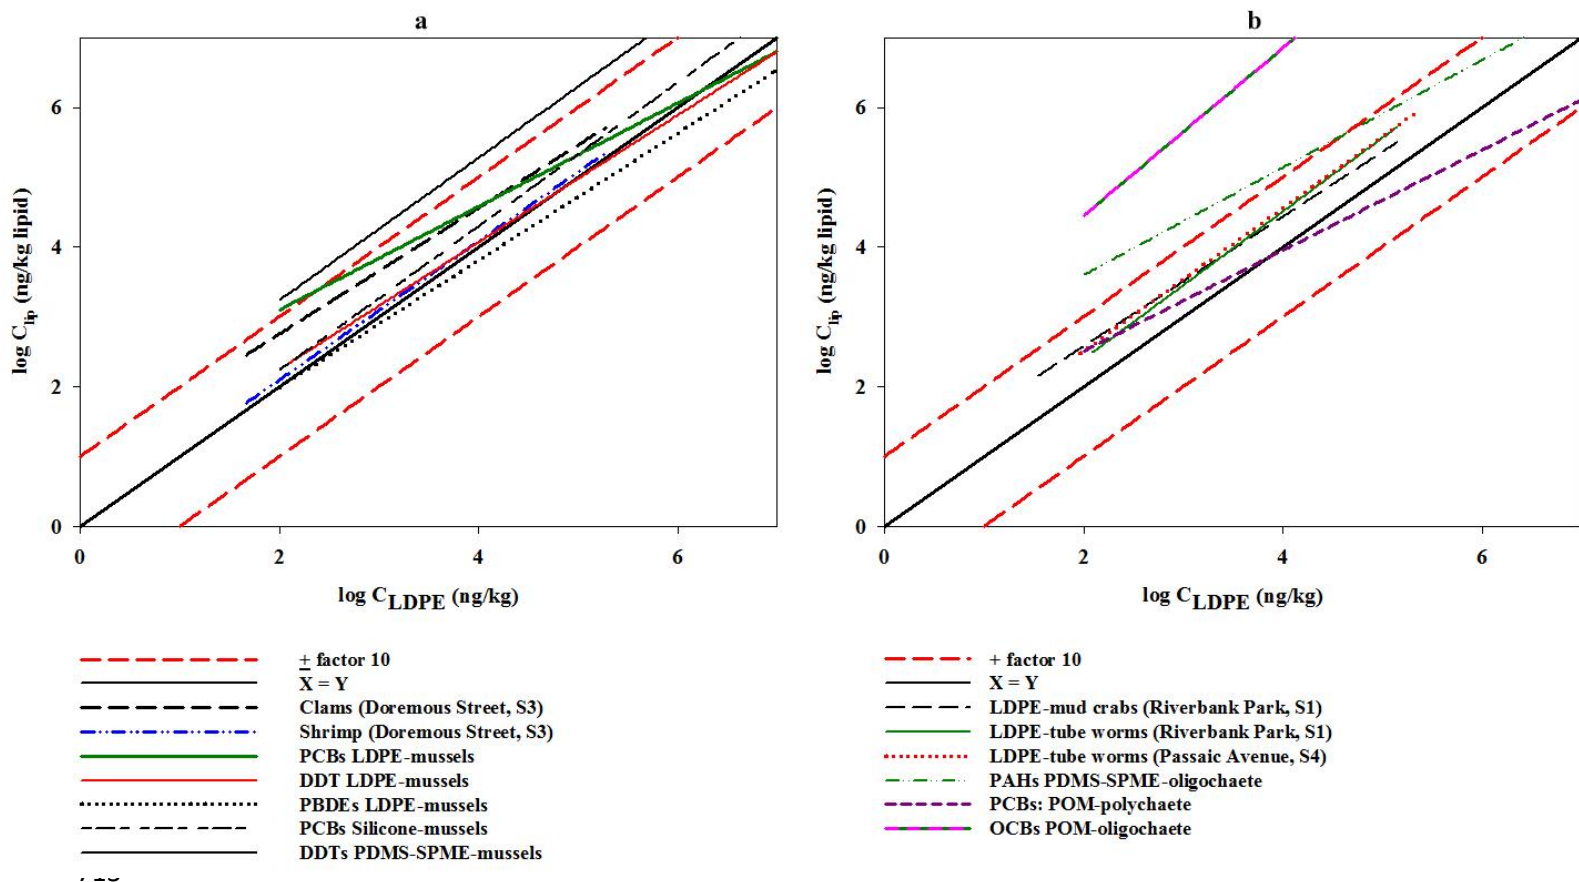 a
b
6
4
2
0
0 2 4 6
log C_lip (ng/kg lipid)
log C_LDPE (ng/kg)
6
4
2
0
0 2 4 6
log C_lip (ng/kg lipid)
log C_LDPE (ng/kg)
± factor 10
X = Y
Clams (Doremous Street, S3)
Shrimp (Doremous Street, S3)
PCBs LDPE-mussels
DDT LDPE-mussels
PBDEs LDPE-mussels
PCBs Silicone-mussels
DDTs PDMS-SPME-mussels
+ factor 10
X = Y
LDPE-mud crabs (Riverbank Park, S1)
LDPE-tube worms (Riverbank Park, S1)
LDPE-tube worms (Passaic Avenue, S4)
PAHs PDMS-SPME-oligochaete
PCBs: POM-polychaete
OCBs POM-oligochaete